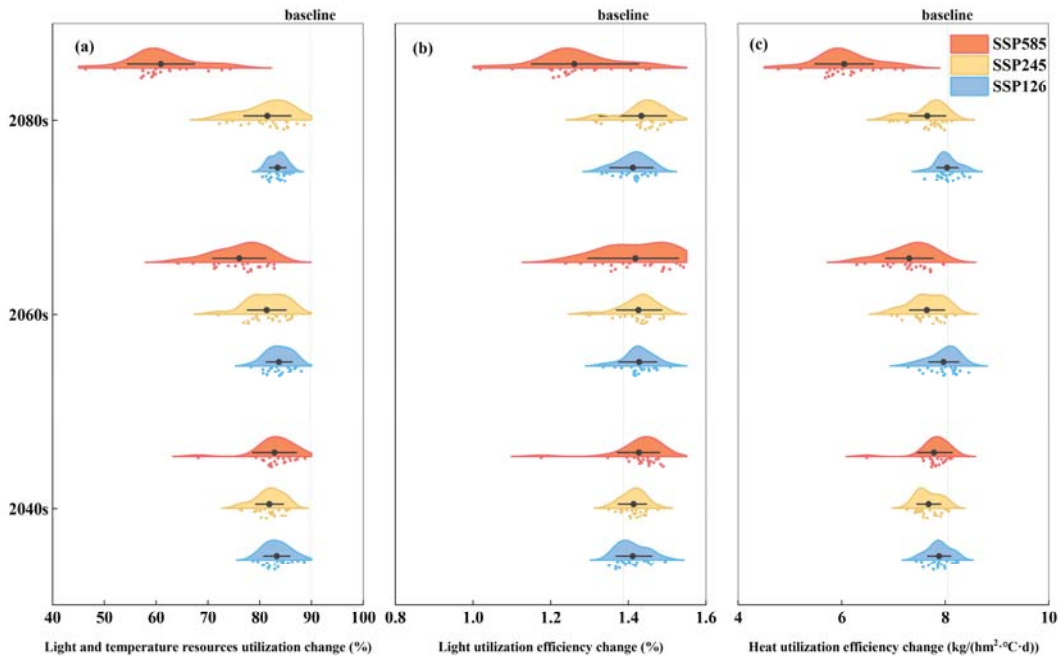 baseline baseline baseline
(a) (b) (c)
SSP585
SSP245
SSP126
2080s
2060s
2040s
40 50 60 70 80 90 100 0.8 1.0 1.2 1.4 1.6 4 6 8 10
Light and temperature resources utilization change (%) Light utilization efficiency change (%) Heat utilization efficiency change (kg/(hm²·°C·d))